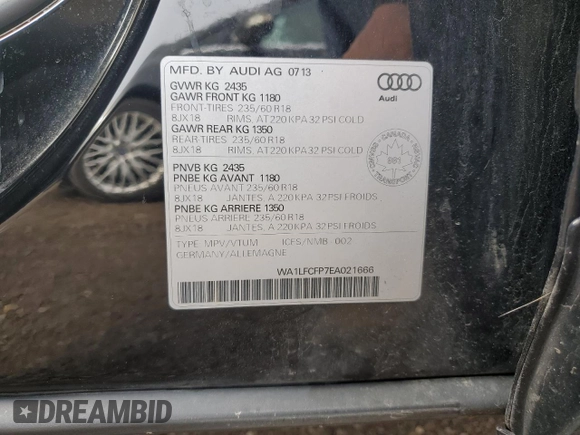 MFD. BY AUDI AG 0713
Audi
GVWR KG 2435
GAWR FRONT KG 1180
FRONT-TIRES 235/60 R18
8JX18 RIMS, AT 220 KPA 32 PSI COLD
GAWR REAR KG 1350
REAR-TIRES 235/60 R18
8JX18 RIMS, AT 220 KPA 32 PSI COLD
CANADA
TRANSPORT
PNVB KG 2435
PNBE KG AVANT 1180
PNEUS AVANT 235/60 R18
8JX18 JANTES, A 220 KPA 32 PSI FROIDS
PNBE KG ARRIERE 1350
PNEUS ARRIERE 235/60 R18
8JX18 JANTES, A 220 KPA 32 PSI FROIDS
TYPE: MPV/VTUM ICES/NMB-002
GERMANY/ALLEMAGNE
WA1LFCFP7EA021666
DREAMBID